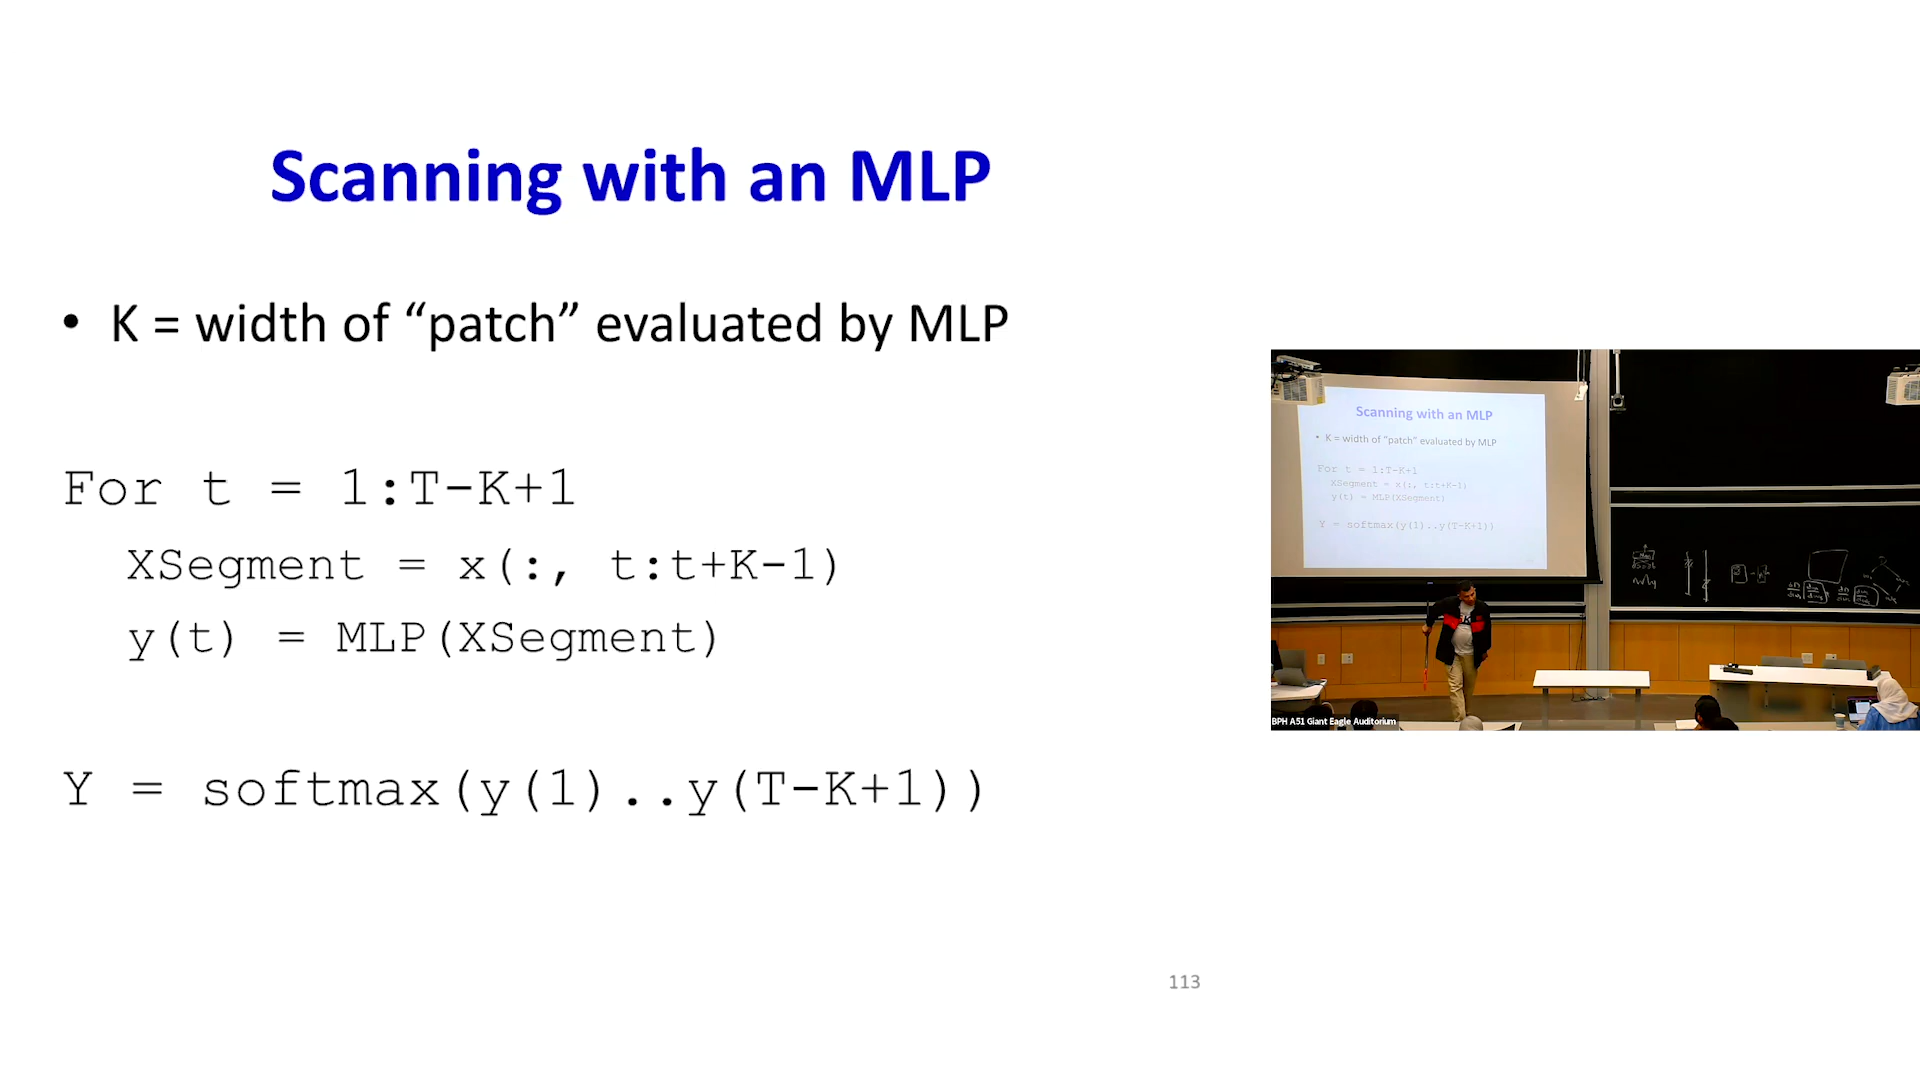 Scanning with an MLP
• K = width of “patch” evaluated by MLP
For t = 1:T-K+1
XSegment = x(:, t:t+K-1)
y(t) = MLP(XSegment)
Y = softmax(y(1)..y(T-K+1))
113
Scanning with an MLP
• K = width of “patch” evaluated by MLP
For t = 1:T-K+1
XSegment = x(:, t:t+K-1)
y(t) = MLP(XSegment)
Y = softmax(y(1)..y(T-K+1))
BPH A51 Giant Eagle Auditorium